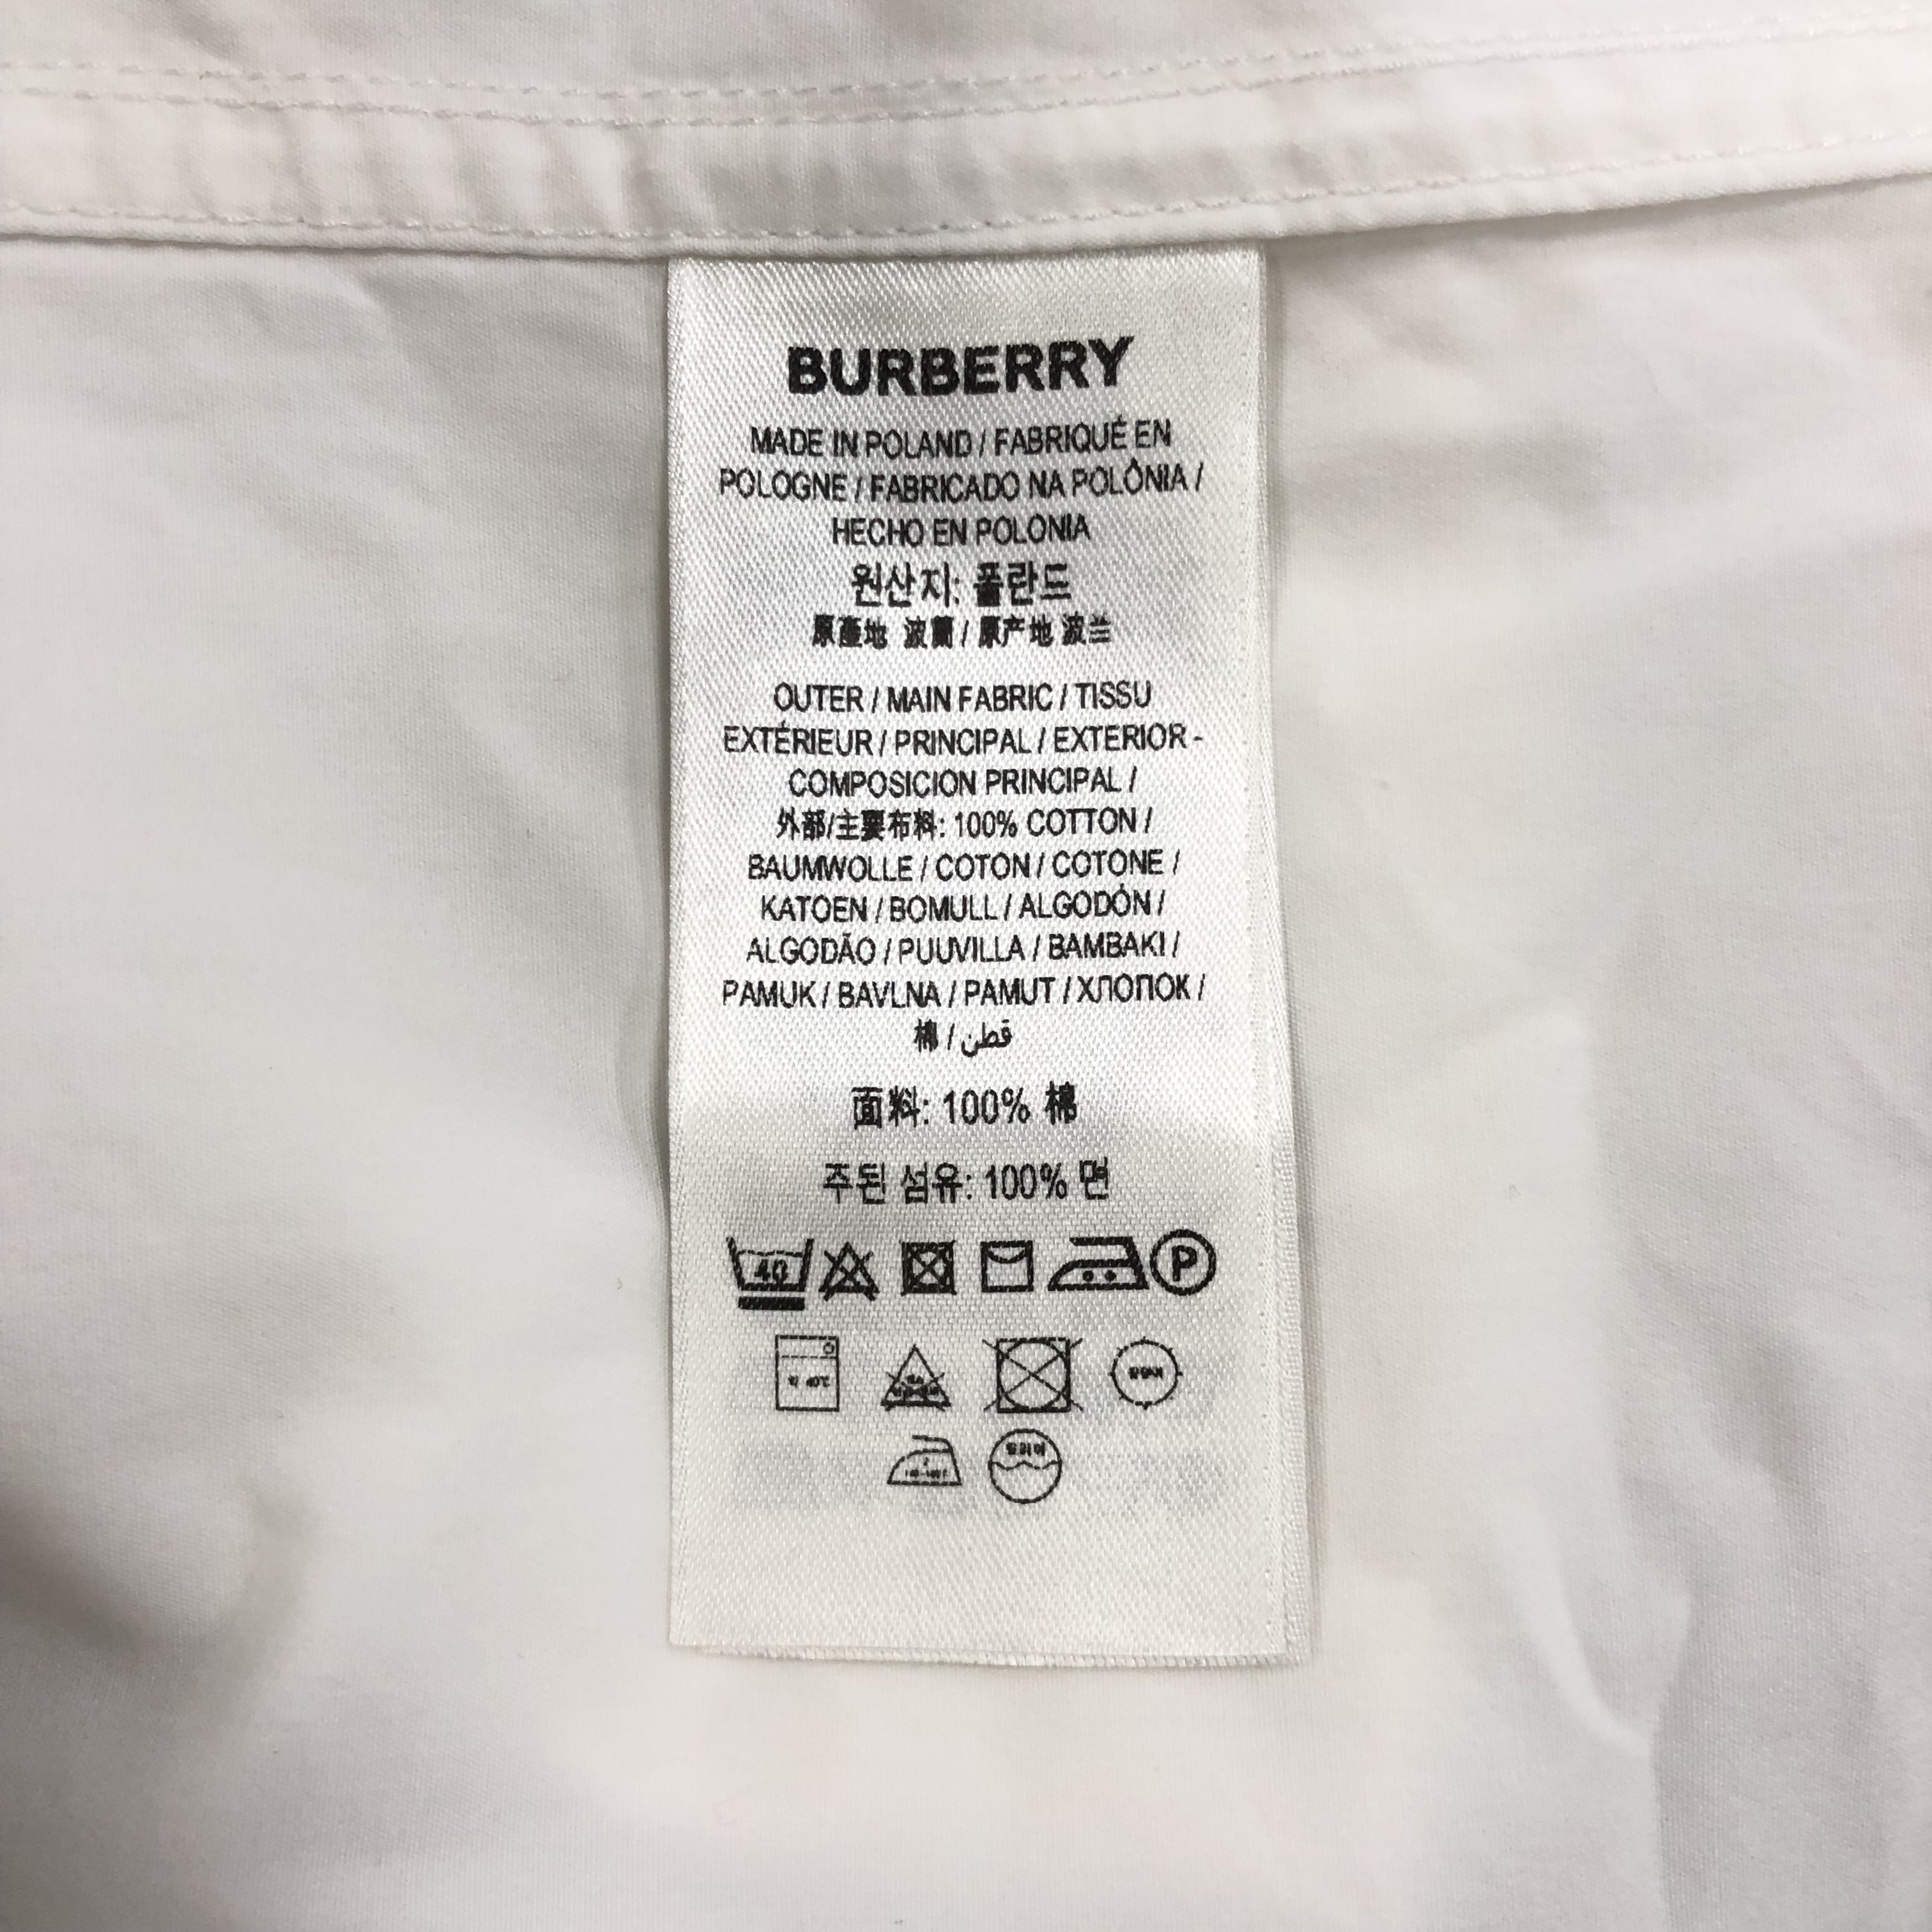 BURBERRY
MADE IN POLAND / FABRIQUÉ EN
POLOGNE / FABRICADO NA POLÔNIA /
HECHO EN POLONIA
원산지: 폴란드
原產地 波蘭 / 原产地 波兰
OUTER / MAIN FABRIC / TISSU
EXTÉRIEUR / PRINCIPAL / EXTERIOR -
COMPOSICION PRINCIPAL /
外部/主要布料: 100% COTTON /
BAUMWOLLE / COTON / COTONE /
KATOEN / BOMULL / ALGODÓN /
ALGODÃO / PUUVILLA / BAMBAKI /
PAMUK / BAVLNA / PAMUT / ХЛОПОК /
棉 / قطن
面料: 100% 棉
주된 섬유: 100% 면
40 P
드라이